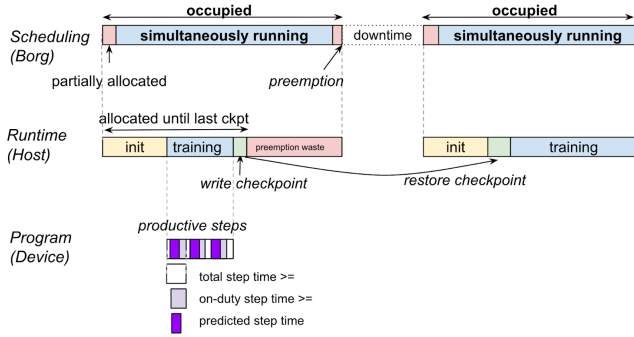 occupied
occupied
Scheduling
(Borg)
simultaneously running
downtime
simultaneously running
partially allocated
preemption
allocated until last ckpt
Runtime
(Host)
init
training
preemption waste
init
training
write checkpoint
restore checkpoint
productive steps
Program
(Device)
total step time >=
on-duty step time >=
predicted step time